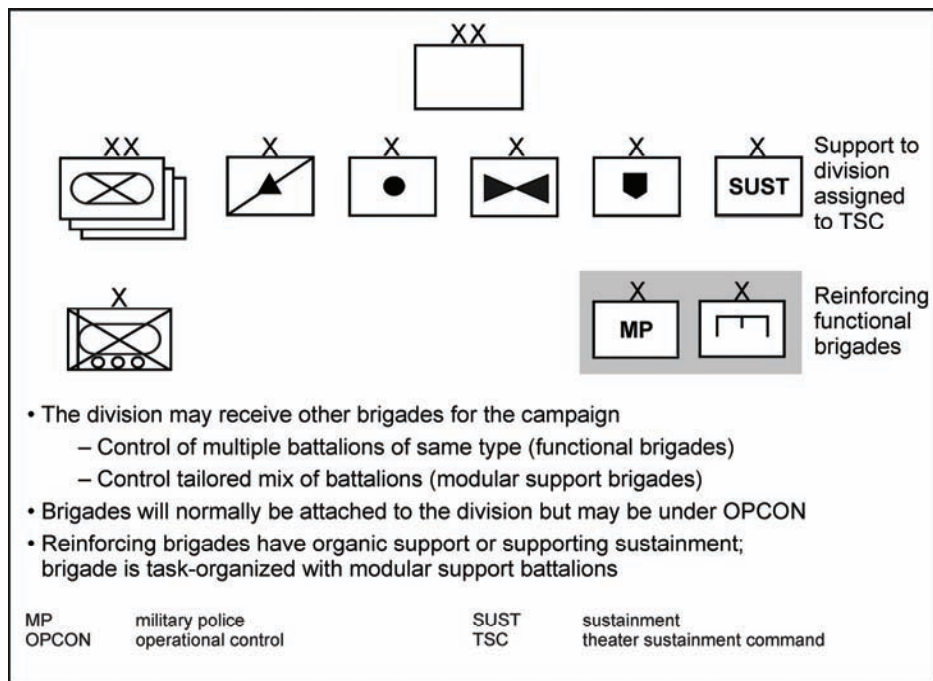 XX
XX X X X X X
SUST
Support to
division
assigned
to TSC
X X X
MP
Reinforcing
functional
brigades
• The division may receive other brigades for the campaign
– Control of multiple battalions of same type (functional brigades)
– Control tailored mix of battalions (modular support brigades)
• Brigades will normally be attached to the division but may be under OPCON
• Reinforcing brigades have organic support or supporting sustainment;
brigade is task-organized with modular support battalions
MP military police SUST sustainment
OPCON operational control TSC theater sustainment command